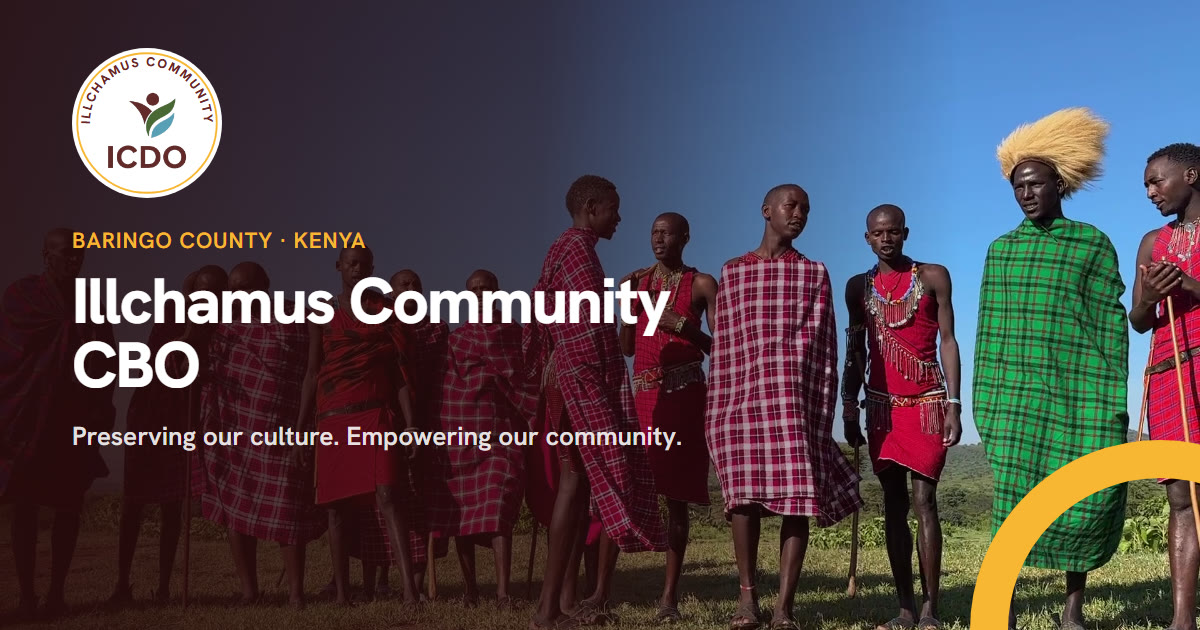 ILLCHAMUS COMMUNITY
ICDO
BARINGO COUNTY · KENYA
Illchamus Community
CBO
Preserving our culture. Empowering our community.